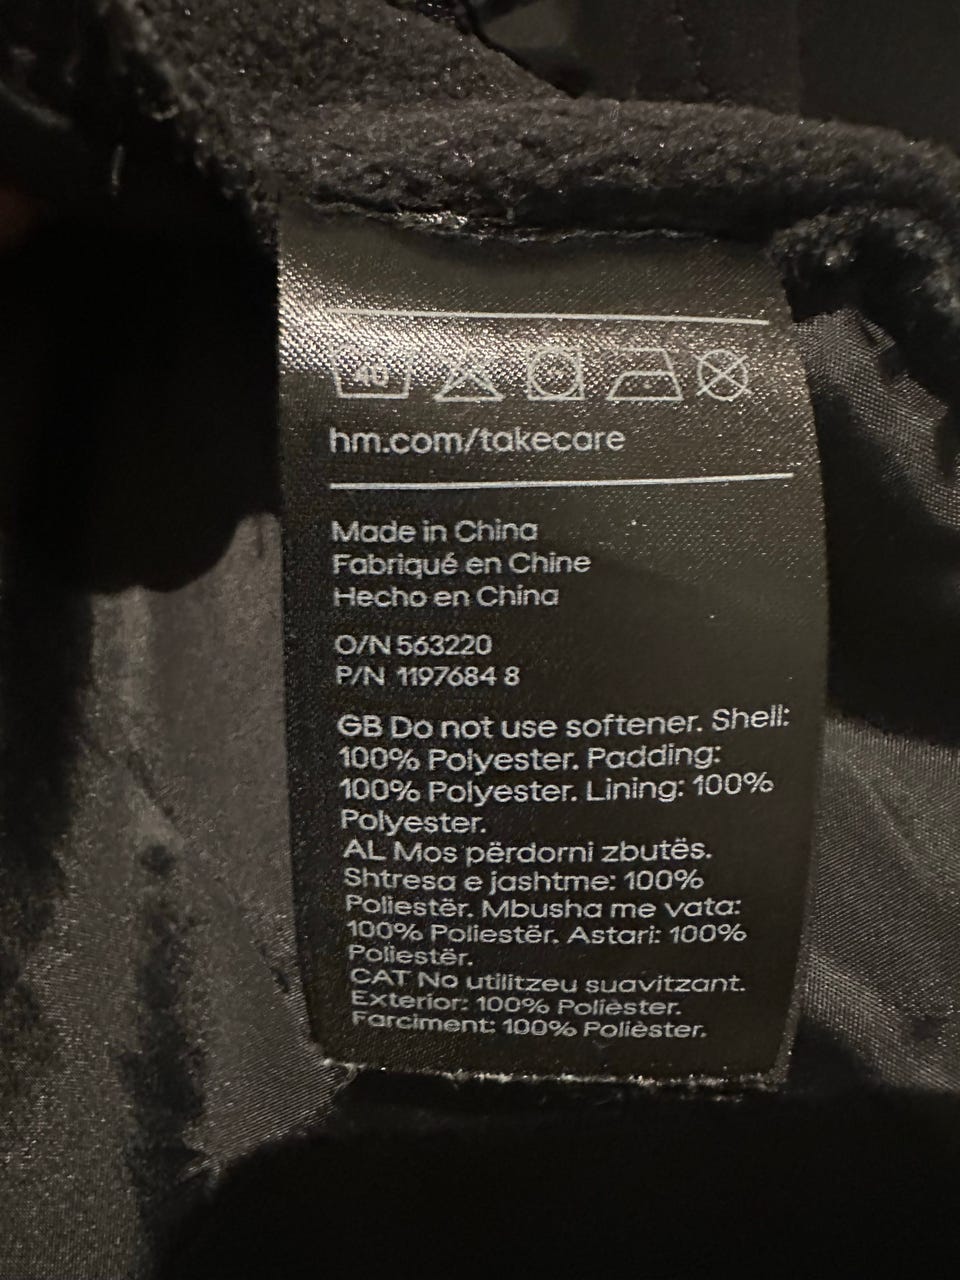 40
hm.com/takecare
Made in China
Fabriqué en Chine
Hecho en China
O/N 563220
P/N 1197684 8
GB Do not use softener. Shell:
100% Polyester. Padding:
100% Polyester. Lining: 100%
Polyester.
AL Mos përdorni zbutës.
Shtresa e jashtme: 100%
Poliestër. Mbusha me vata:
100% Poliestër. Astari: 100%
Poliestër.
CAT No utilitzeu suavitzant.
Exterior: 100% Polièster.
Farciment: 100% Polièster.